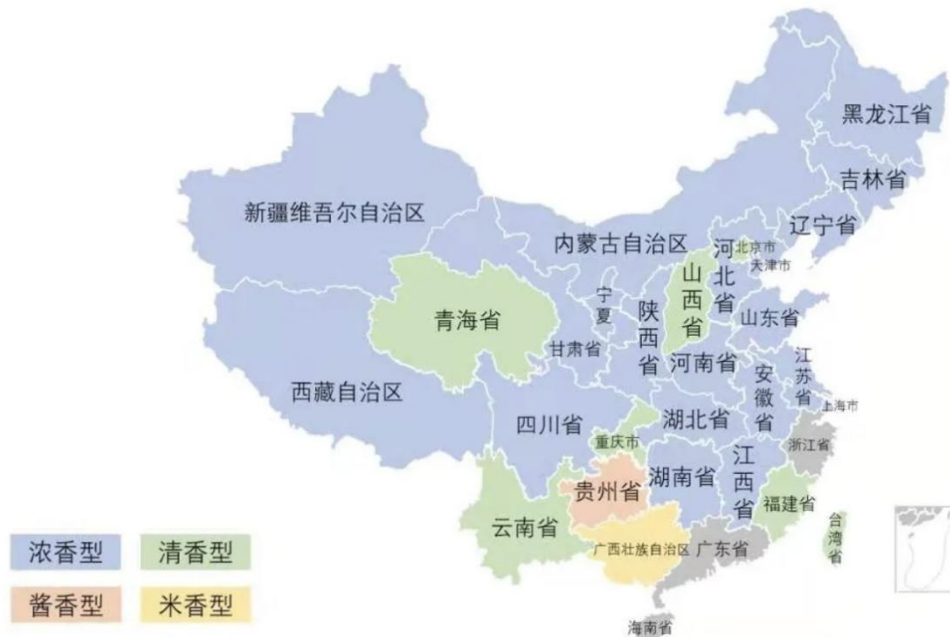 黑龙江省
吉林省
辽宁省
新疆维吾尔自治区
内蒙古自治区
北京市
天津市
河北省
山西省
宁夏
陕西省
山东省
青海省
甘肃省
河南省
江苏省
安徽省
西藏自治区
上海市
四川省
湖北省
重庆市
浙江省
江西省
湖南省
贵州省
福建省
云南省
台湾省
广西壮族自治区
广东省
海南省
浓香型
清香型
酱香型
米香型